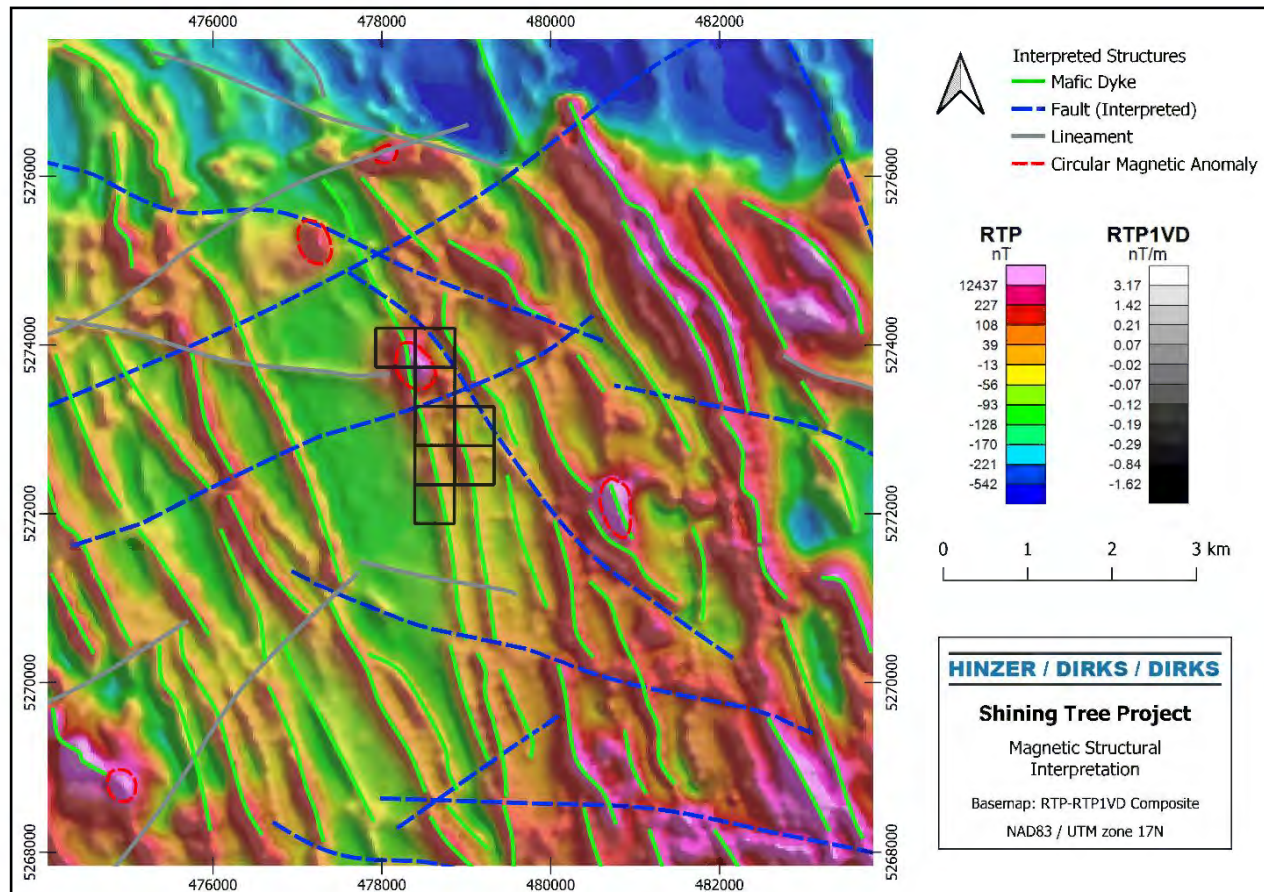 476000
478000
480000
482000
5276000
5274000
5272000
5270000
5268000
5276000
5274000
5272000
5270000
5268000
476000
478000
480000
482000
Interpreted Structures
Mafic Dyke
Fault (Interpreted)
Lineament
Circular Magnetic Anomaly
RTP
nT
12437
227
108
39
-13
-56
-93
-128
-170
-221
-542
RTP1VD
nT/m
3.17
1.42
0.21
0.07
-0.02
-0.07
-0.12
-0.19
-0.29
-0.84
-1.62
0 1 2 3 km
HINZER / DIRKS / DIRKS
Shining Tree Project
Magnetic Structural
Interpretation
Basemap: RTP-RTP1VD Composite
NAD83 / UTM zone 17N